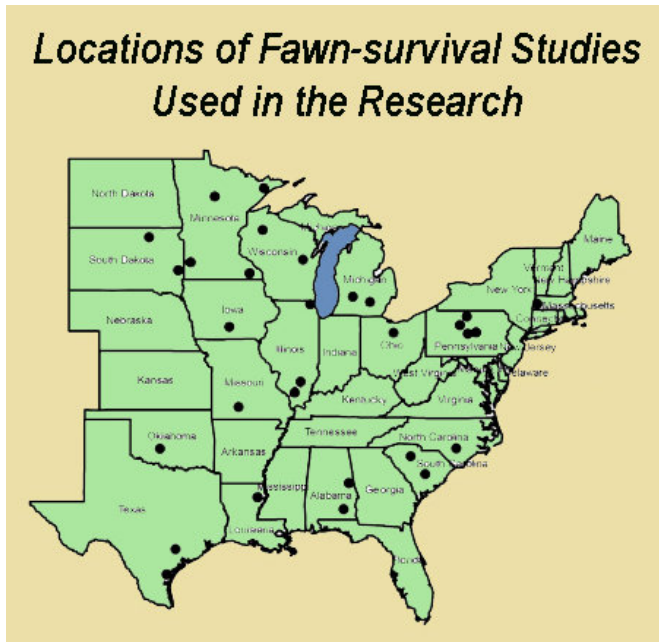 Locations of Fawn-survival Studies
Used in the Research
North Dakota
Minnesota
Maine
South Dakota
Wisconsin
Michigan
Vermont
New Hampshire
New York
Massachusetts
Nebraska
Iowa
Illinois
Indiana
Ohio
Pennsylvania
New Jersey
Kansas
Missouri
West Virginia
Delaware
Kentucky
Virginia
Oklahoma
Arkansas
Tennessee
North Carolina
South Carolina
Texas
Mississippi
Alabama
Georgia
Louisiana
Florida